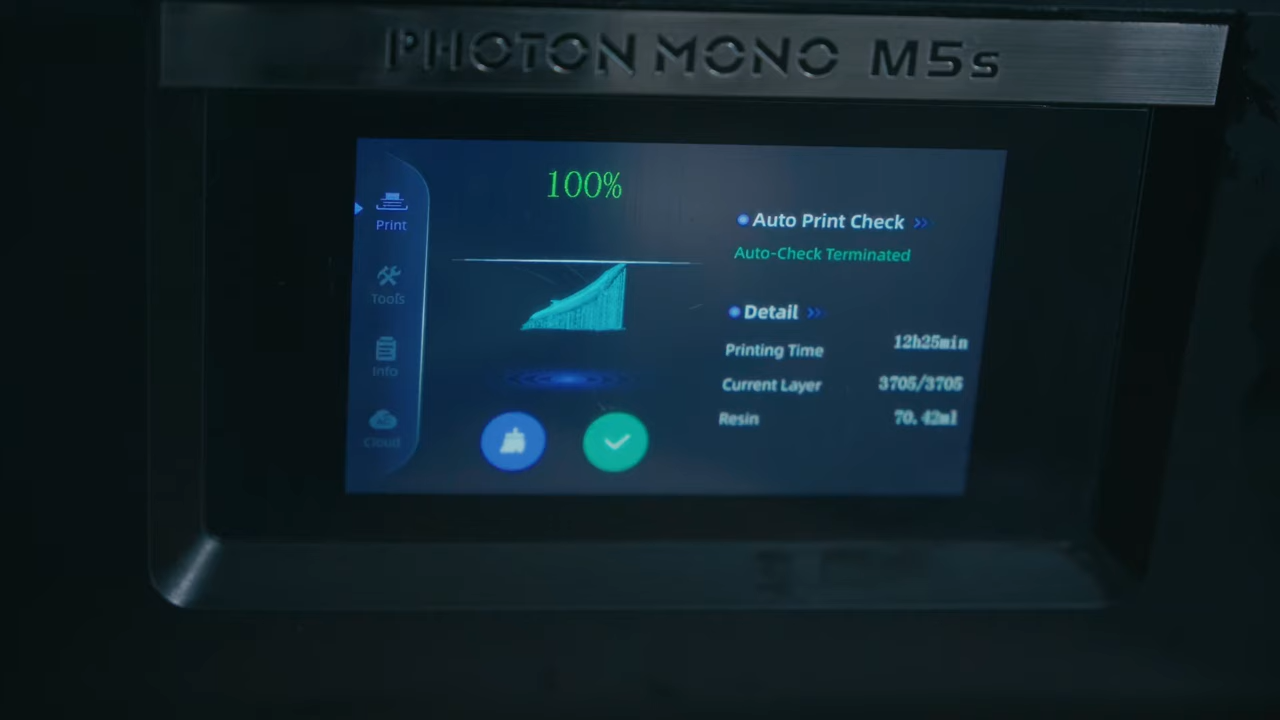 PHOTON MONO M5s
Print
Tools
Info
Cloud
100%
Auto Print Check
Auto-Check Terminated
Detail
Printing Time 12h25min
Current Layer 3705/3705
Resin 70.42ml